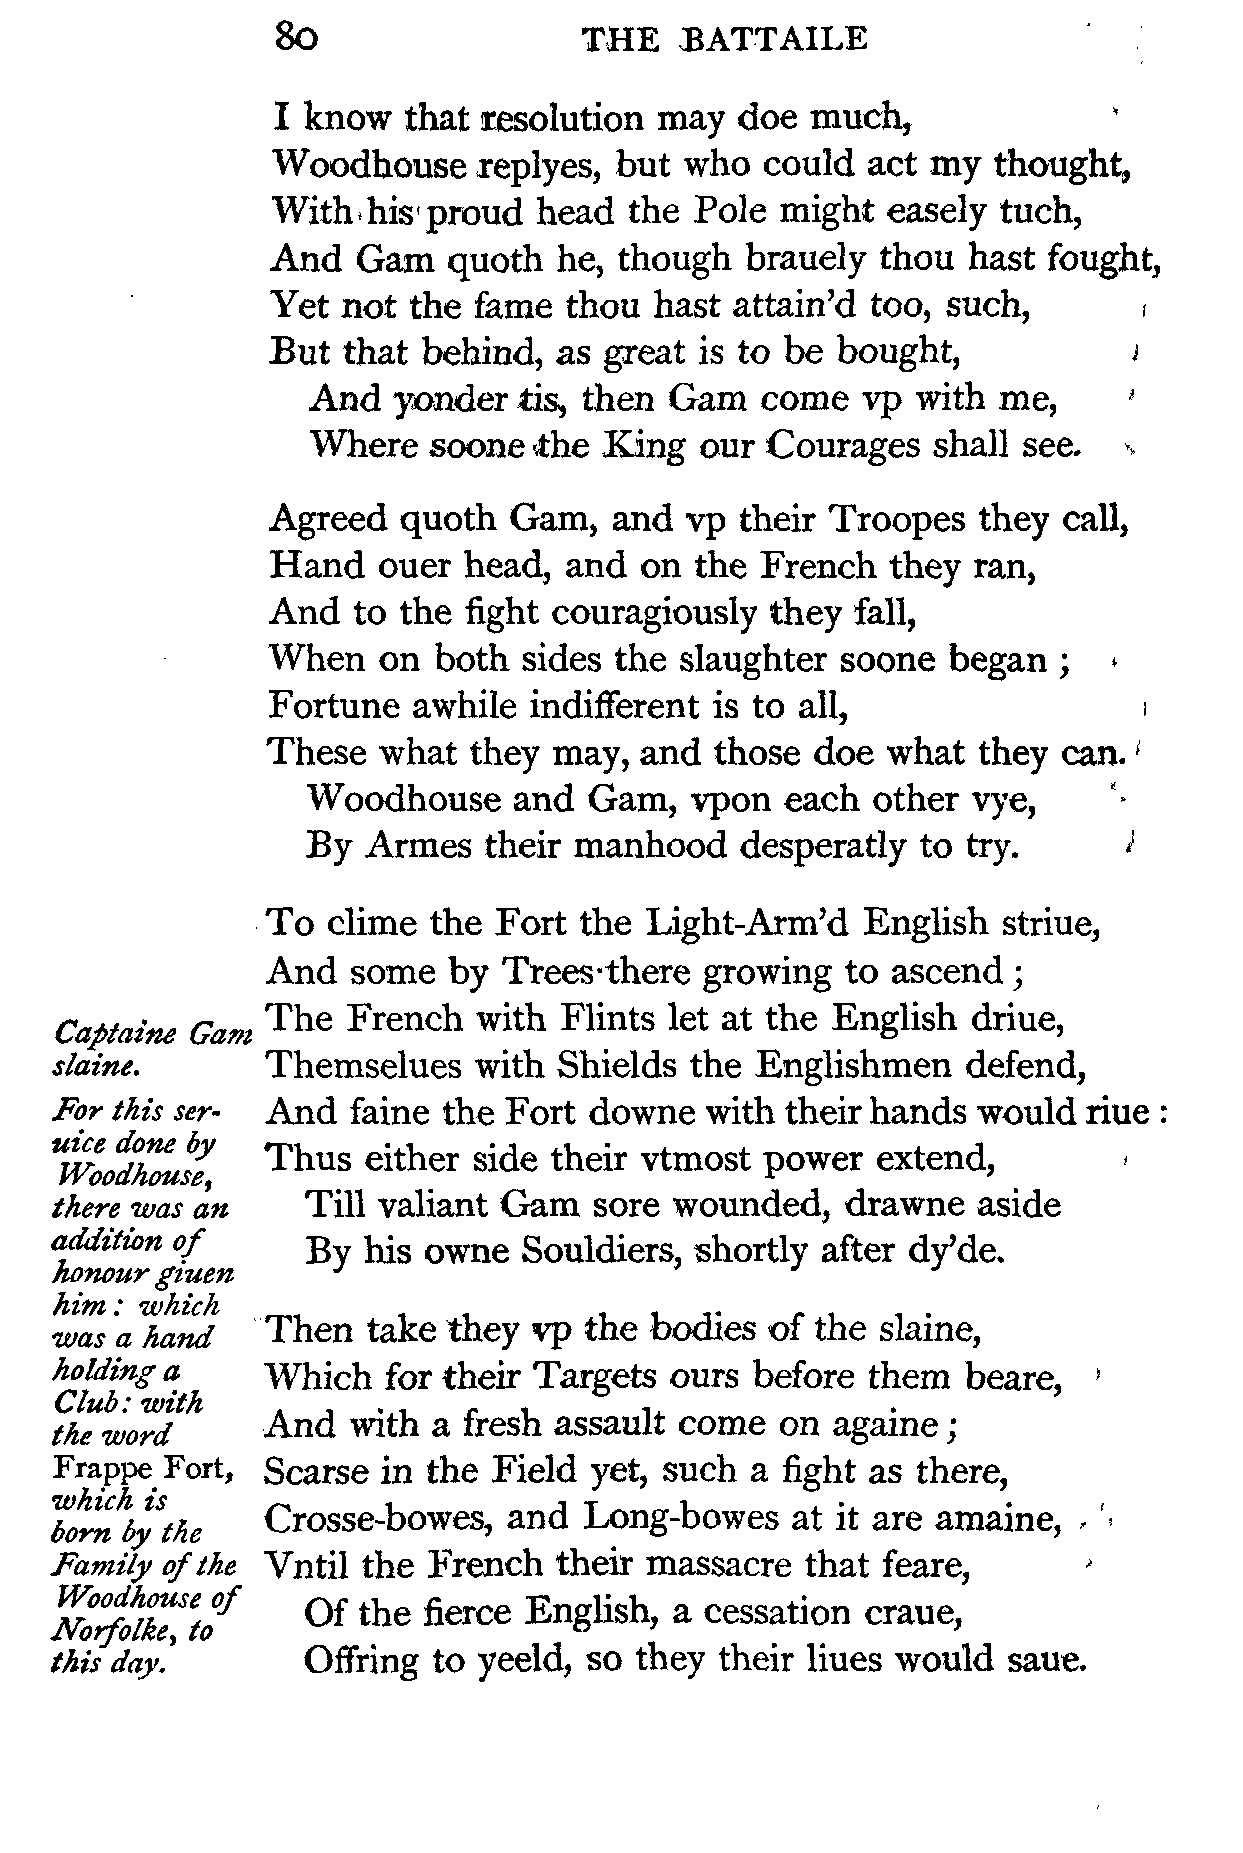 80 THE BATTAILE
I know that resolution may doe much,
Woodhouse replyes, but who could act my thought,
With his proud head the Pole might easely tuch,
And Gam quoth he, though brauely thou hast fought,
Yet not the fame thou hast attain'd too, such,
But that behind, as great is to be bought,
And yonder tis, then Gam come vp with me,
Where soone the King our Courages shall see.
Agreed quoth Gam, and vp their Troopes they call,
Hand ouer head, and on the French they ran,
And to the fight couragiously they fall,
When on both sides the slaughter soone began ;
Fortune awhile indifferent is to all,
These what they may, and those doe what they can.
Woodhouse and Gam, vpon each other vye,
By Armes their manhood desperatly to try.
To clime the Fort the Light-Arm'd English striue,
And some by Trees there growing to ascend ;
The French with Flints let at the English driue,
Themselues with Shields the Englishmen defend,
And faine the Fort downe with their hands would riue :
Thus either side their vtmost power extend,
Till valiant Gam sore wounded, drawne aside
By his owne Souldiers, shortly after dy'de.
Then take they vp the bodies of the slaine,
Which for their Targets ours before them beare,
And with a fresh assault come on againe ;
Scarse in the Field yet, such a fight as there,
Crosse-bowes, and Long-bowes at it are amaine,
Vntil the French their massacre that feare,
Of the fierce English, a cessation craue,
Offring to yeeld, so they their liues would saue.
Captaine Gam
slaine.
For this ser-
uice done by
Woodhouse,
there was an
addition of
honour giuen
him : which
was a hand
holding a
Club : with
the word
Frappe Fort,
which is
born by the
Family of the
Woodhouse of
Norfolke, to
this day.